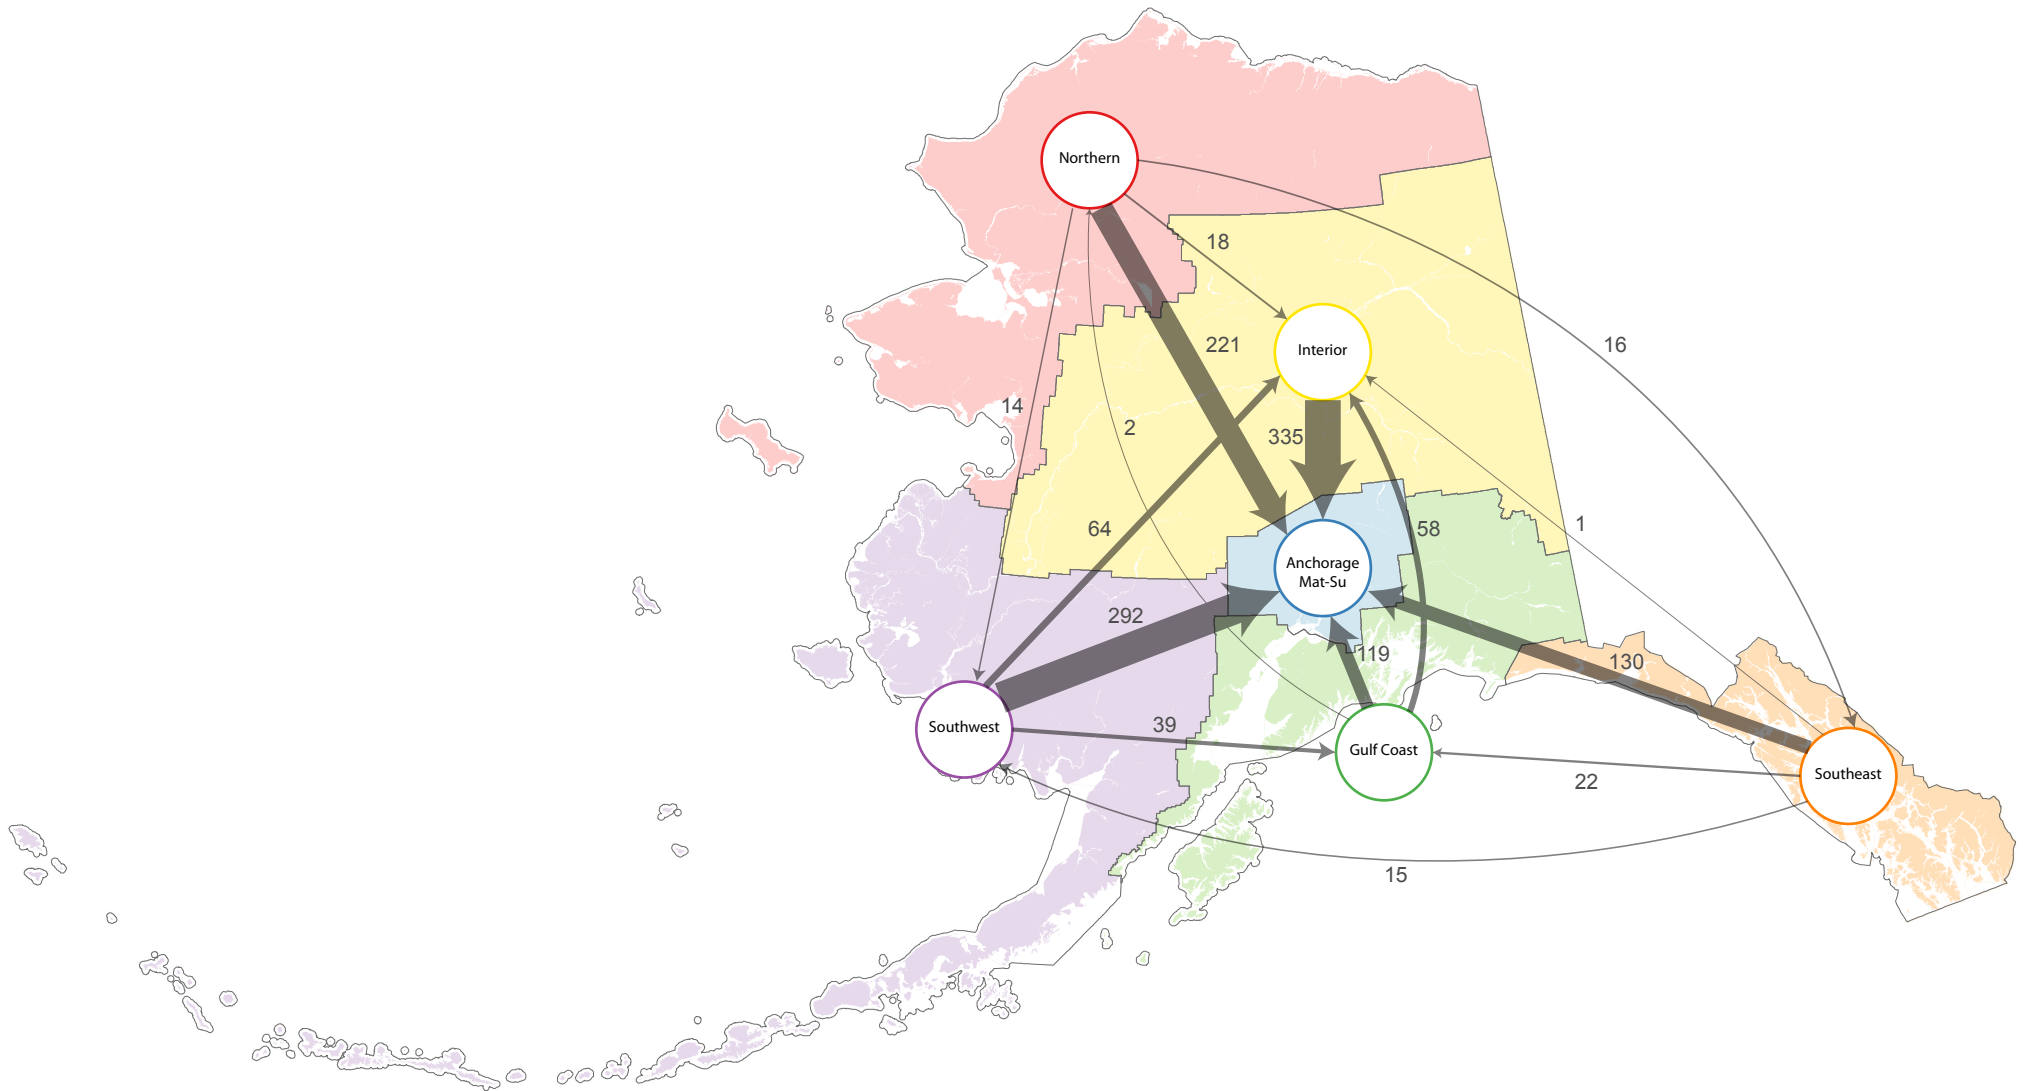 Northern
18
221
Interior
16
14
2
335
64
58
1
Anchorage
Mat-Su
292
119
130
Southwest
39
Gulf Coast
22
Southeast
15